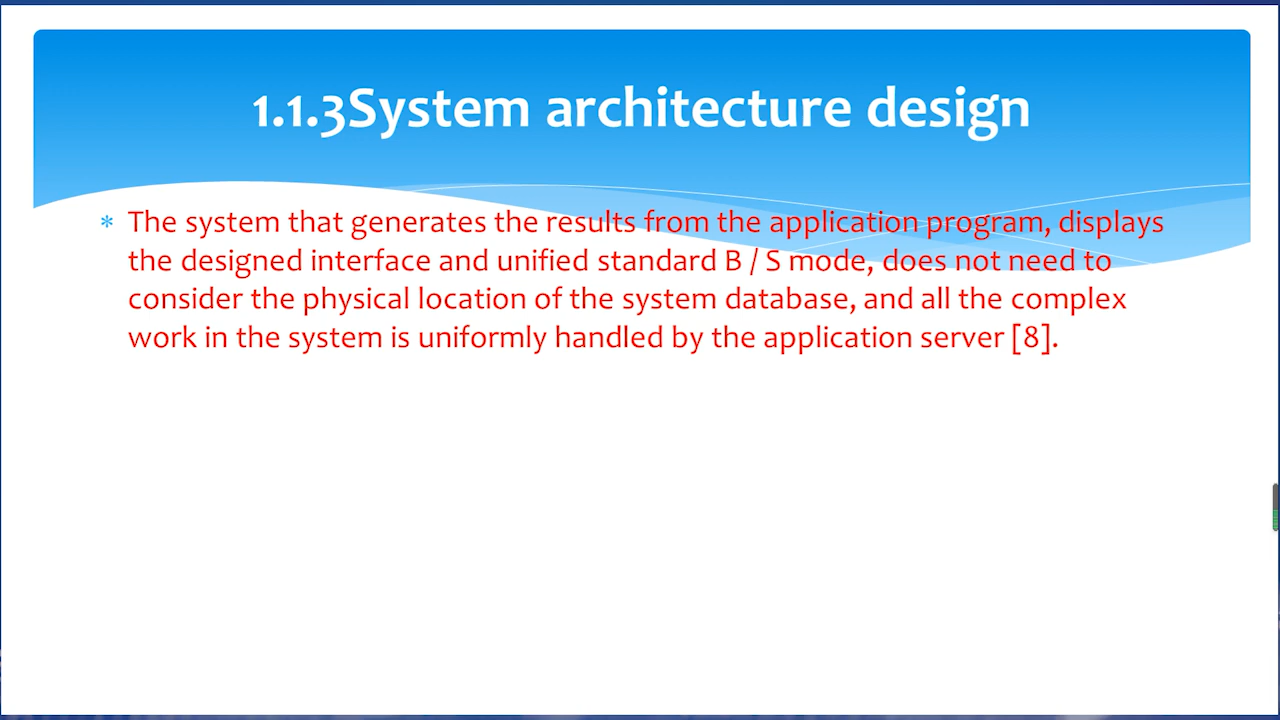 1.1.3System architecture design
* The system that generates the results from the application program, displays
the designed interface and unified standard B / S mode, does not need to
consider the physical location of the system database, and all the complex
work in the system is uniformly handled by the application server [8].